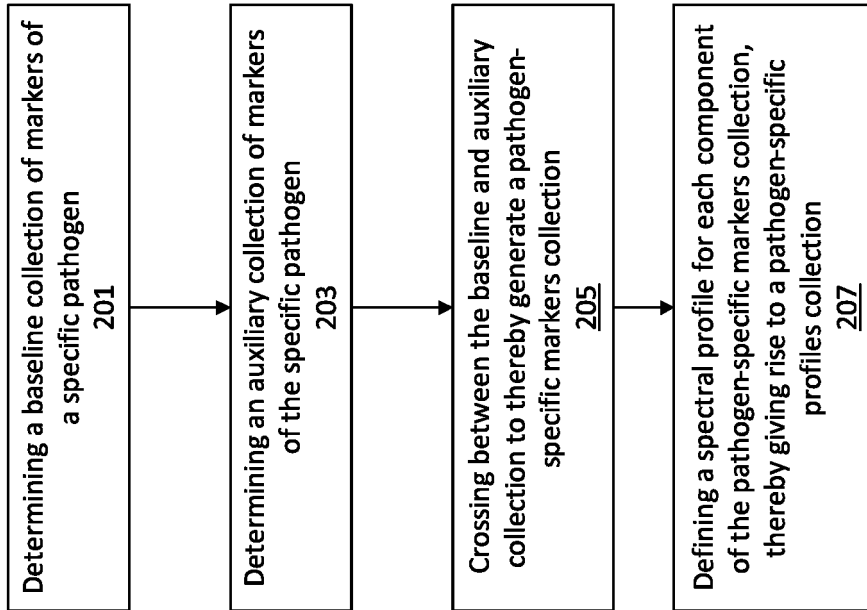 Determining a baseline collection of markers of
a specific pathogen
201
Determining an auxiliary collection of markers
of the specific pathogen
203
Crossing between the baseline and auxiliary
collection to thereby generate a pathogen-
specific markers collection
205
Defining a spectral profile for each component
of the pathogen-specific markers collection,
thereby giving rise to a pathogen-specific
profiles collection
207